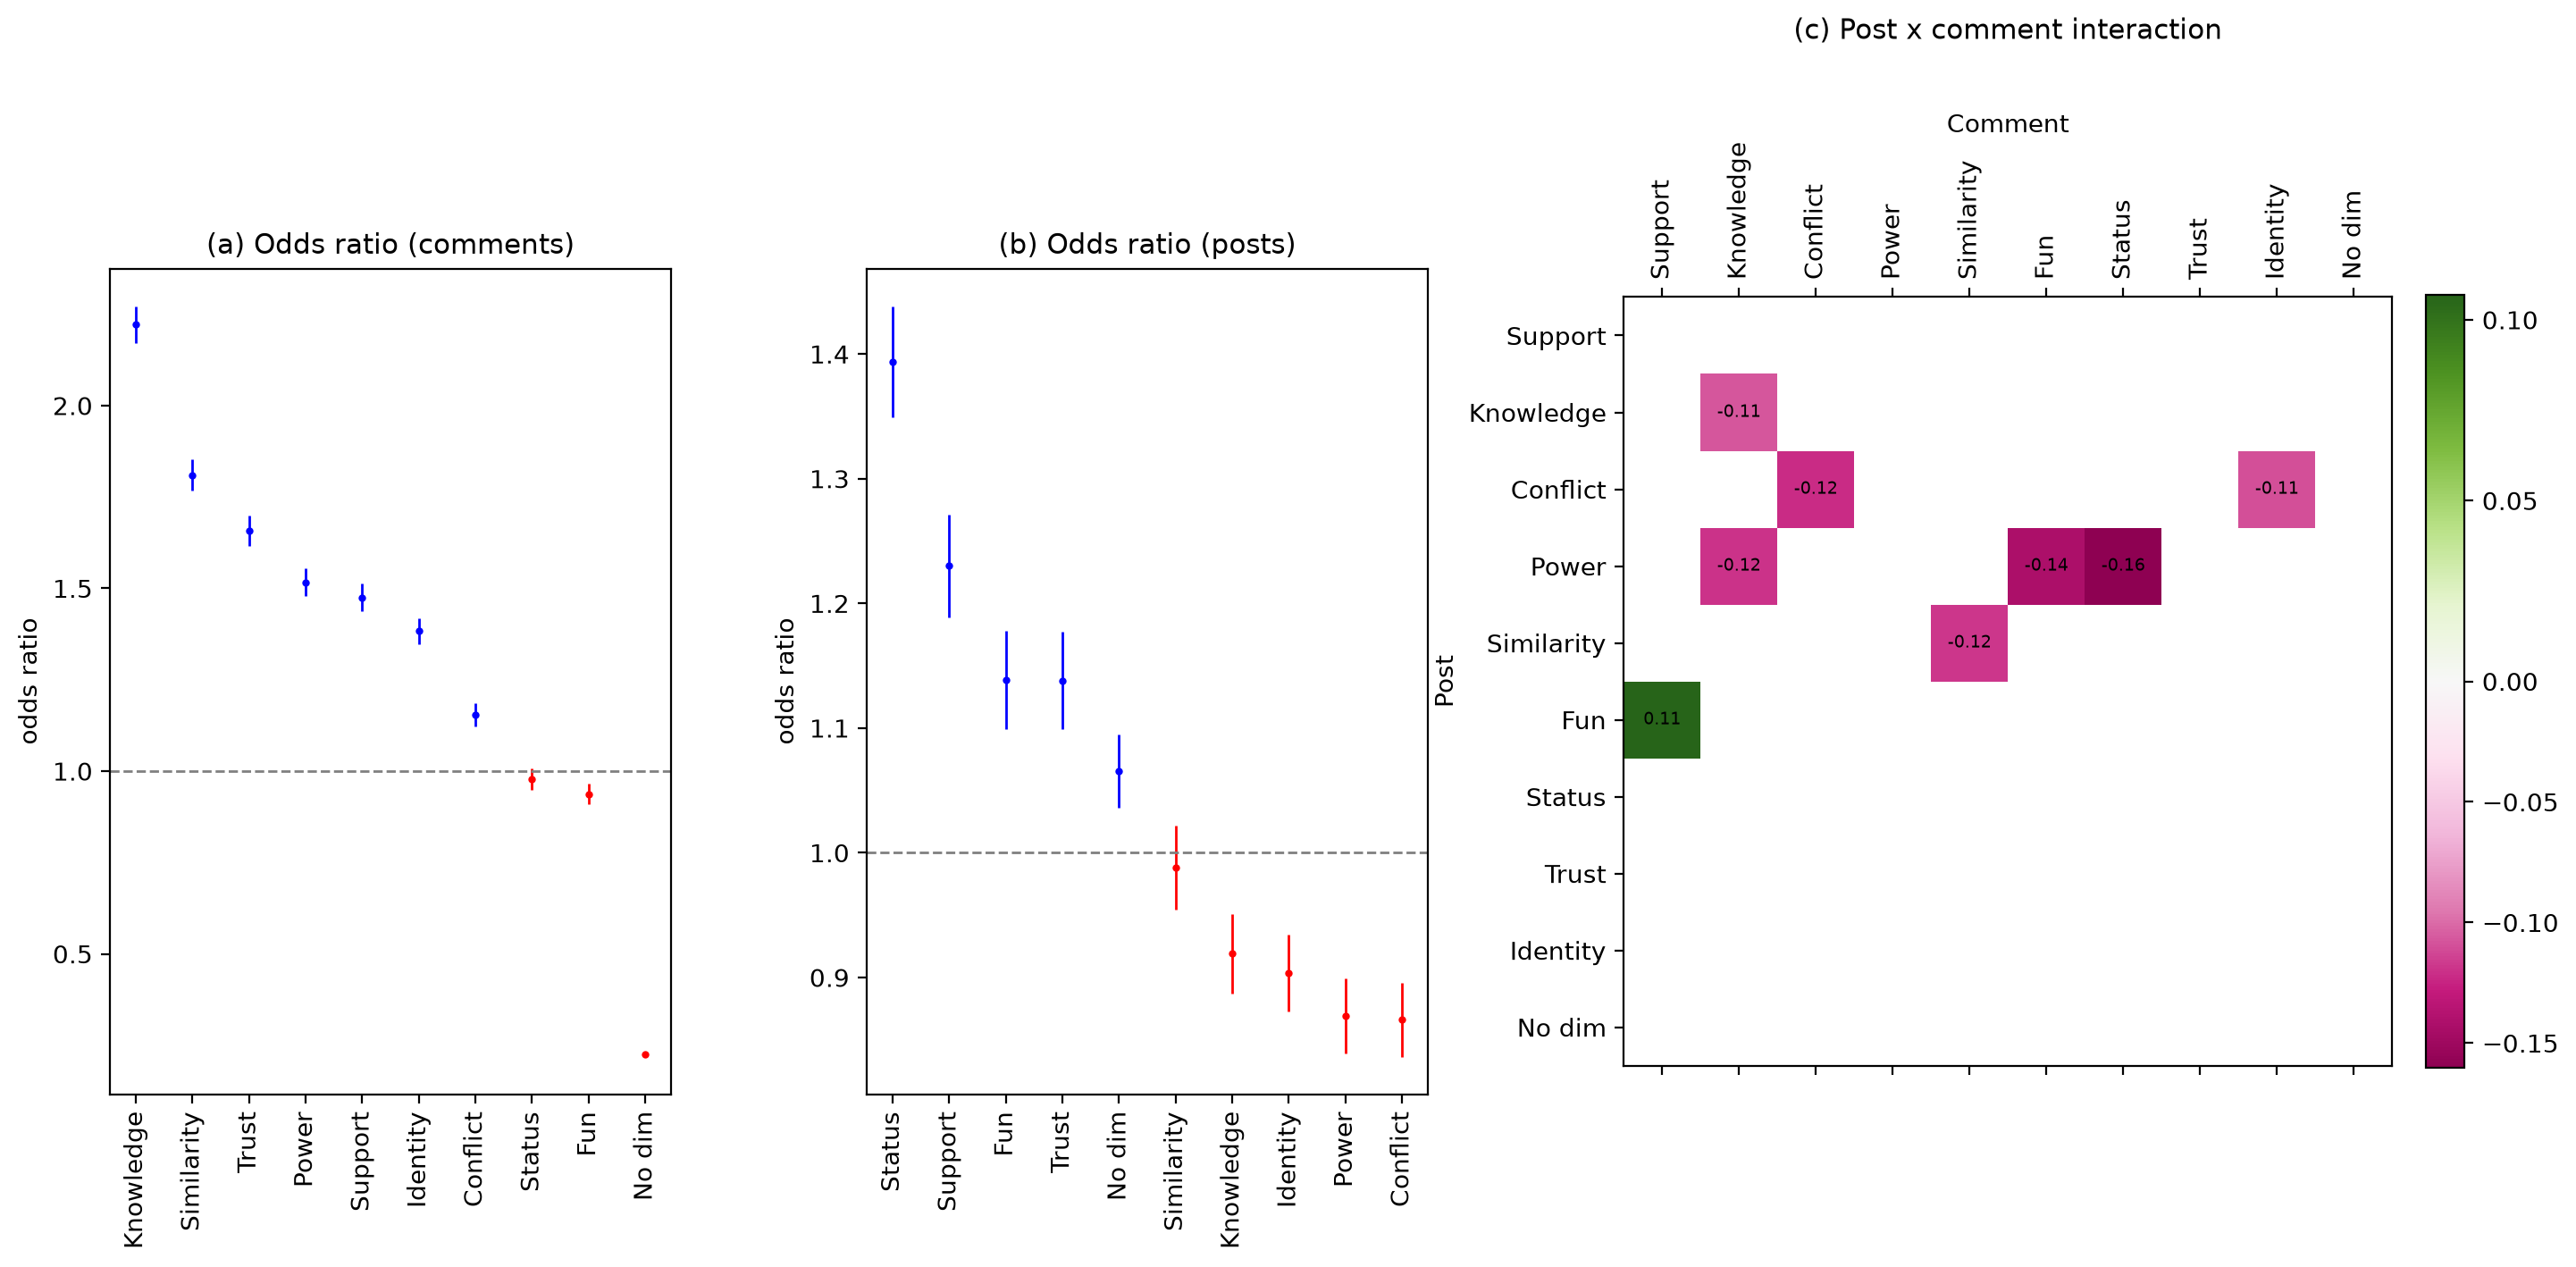 (a) Odds ratio (comments)
odds ratio
2.0
1.5
1.0
0.5
Knowledge
Similarity
Trust
Power
Support
Identity
Conflict
Status
Fun
No dim
(b) Odds ratio (posts)
odds ratio
1.4
1.3
1.2
1.1
1.0
0.9
Status
Support
Fun
Trust
No dim
Similarity
Knowledge
Identity
Power
Conflict
(c) Post x comment interaction
Comment
Support
Knowledge
Conflict
Power
Similarity
Fun
Status
Trust
Identity
No dim
Post
Support
Knowledge -0.11
Conflict -0.12 -0.11
Power -0.12 -0.14 -0.16
Similarity -0.12
Fun 0.11
Status
Trust
Identity
No dim
0.10
0.05
0.00
−0.05
−0.10
−0.15